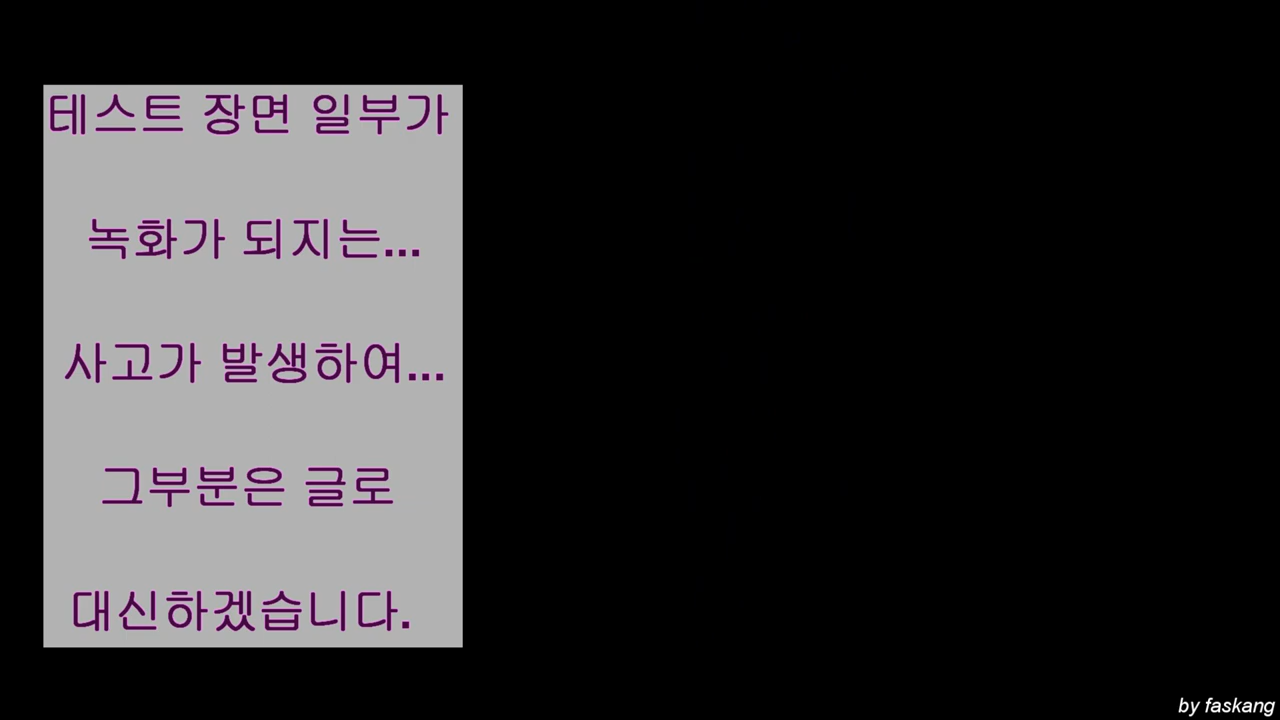 테스트 장면 일부가
녹화가 되지는...
사고가 발생하여...
그부분은 글로
대신하겠습니다.
by faskang